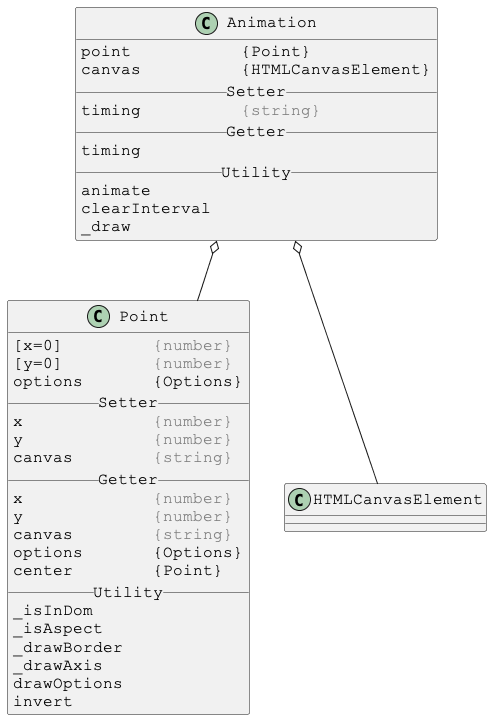 C Animation
point {Point}
canvas {HTMLCanvasElement}
Setter
timing {string}
Getter
timing
Utility
animate
clearInterval
_draw
C Point
[x=0] {number}
[y=0] {number}
options {Options}
Setter
x {number}
y {number}
canvas {string}
Getter
x {number}
y {number}
canvas {string}
options {Options}
center {Point}
Utility
_isInDom
_isAspect
_drawBorder
_drawAxis
drawOptions
invert
C HTMLCanvasElement